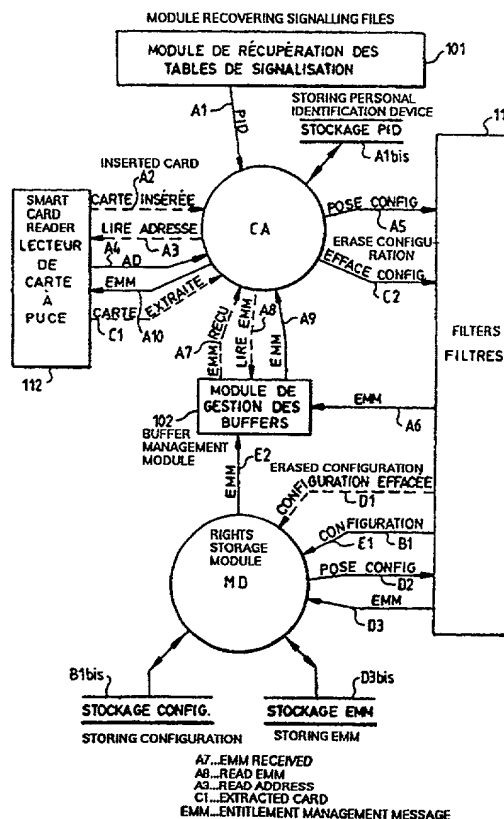 MODULE RECOVERING SIGNALLING FILES
MODULE DE RÉCUPÉRATION DES
TABLES DE SIGNALISATION
101
A1
PID
STORING PERSONAL
IDENTIFICATION DEVICE
STOCKAGE PID
A1bis
11
INSERTED CARD
A2
SMART
CARD
READER
LECTEUR
DE
CARTE
À
PUCE
112
CARTE INSÉRÉE
LIRE ADRESSE
A3
A4
AD
EMM
CARTE EXTRAITE
C1
A10
CA
POSE CONFIG
A5
ERASE CONFIGU-
RATION
EFFACE CONFIG.
C2
FILTERS
FILTRES
A7
EMM REÇU
LIRE EMM
A8
EMM
A9
MODULE DE
GESTION DES
BUFFERS
102
BUFFER MANAGEMENT
MODULE
EMM
A6
EMM
E2
ERASED CONFIGURATION
CONFIGURATION EFFACÉE
D1
CONFIGURATION
E1
B1
RIGHTS
STORAGE
MODULE
MD
POSE CONFIG
D2
EMM
D3
B1bis
STOCKAGE CONFIG.
STORING CONFIGURATION
D3bis
STOCKAGE EMM
STORING EMM
A7...EMM RECEIVED
A8...READ EMM
A3...READ ADDRESS
C1...EXTRACTED CARD
EMM...ENTITLEMENT MANAGEMENT MESSAGE